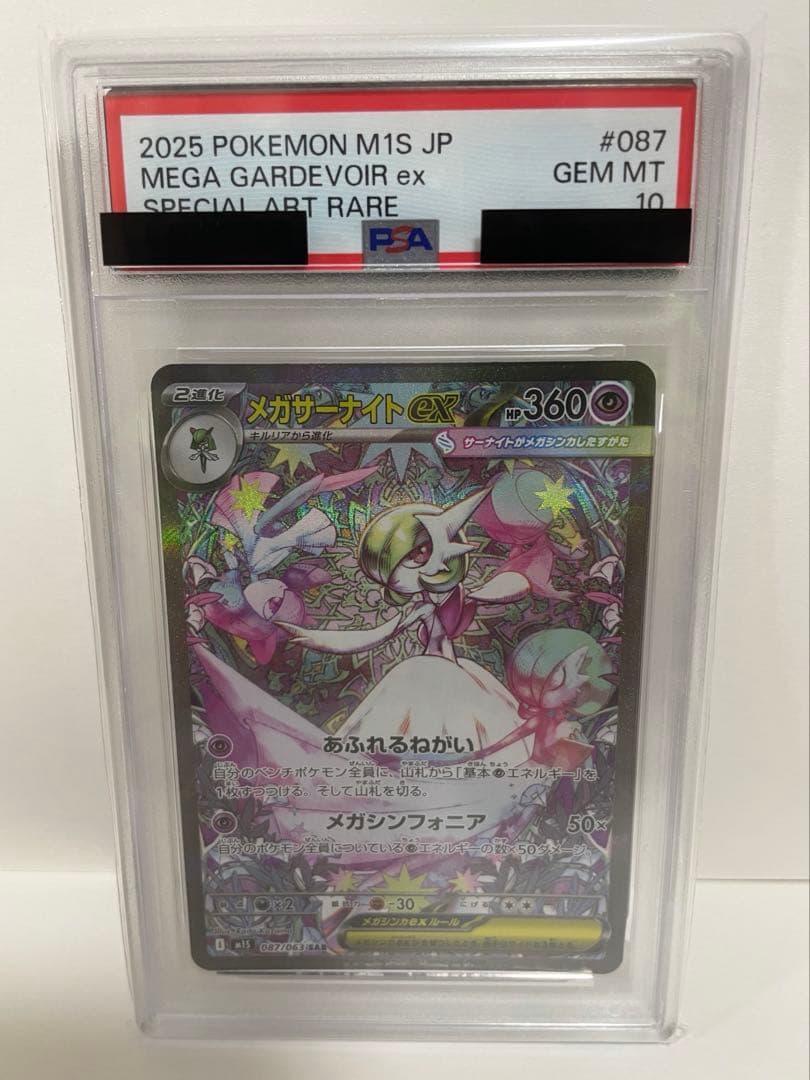 2025 POKEMON M1S JP #087
MEGA GARDEVOIR ex GEM MT
SPECIAL ART RARE 10
PSA
2進化
メガサーナイトex HP360
キルリアから進化
サーナイトがメガシンカしたすがた
あふれるねがい
自分のベンチポケモン全員に、山札から「基本エネルギー」を
1枚ずつつける。そして山札を切る。
メガシンフォニア 50×
自分のポケモン全員についているエネルギーの数×50ダメージ。
×2 抵抗力 -30 にげる
メガシンカexルール
m1S 087/063 SAR